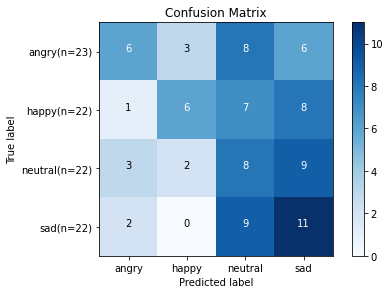 Confusion Matrix
True label
angry(n=23) 6 3 8 6
happy(n=22) 1 6 7 8
neutral(n=22) 3 2 8 9
sad(n=22) 2 0 9 11
angry happy neutral sad
Predicted label
10
8
6
4
2
0